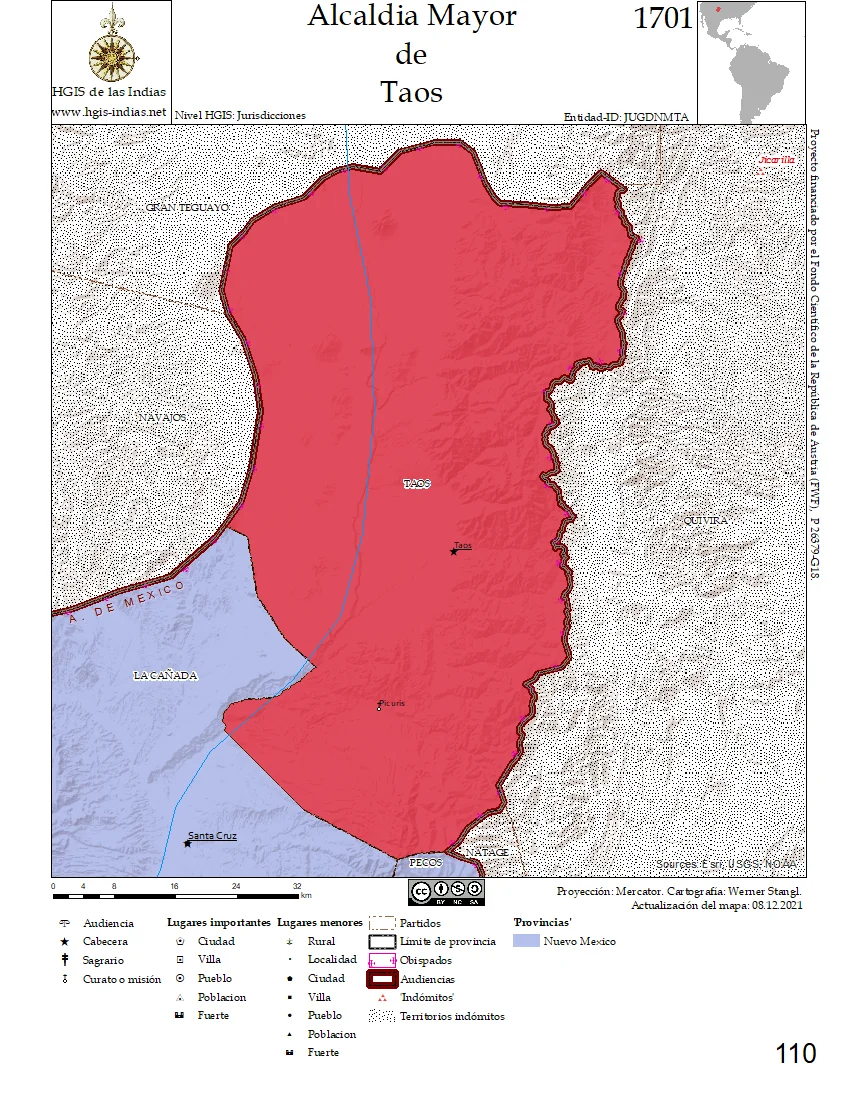 Alcaldia Mayor
de
Taos
1701
HGIS de las Indias
www.hgis-indias.net
Nivel HGIS: Jurisdicciones
Entidad-ID: JUGDNMTA
Proyecto financiado por el Fondo Científico de la República de Austria (FWF), P 26379-G18
Jicarilla
GRAN TEGUAYO
NAVAJOS
TAOS
QUIVIRA
Taos
A. DE MEXICO
LA CAÑADA
Picuris
Santa Cruz
NATAGE
PECOS
Sources: Esri, USGS, NOAA
0 4 8 16 24 32
km
cc BY NC SA
Proyección: Mercator. Cartografía: Werner Stangl.
Actualización del mapa: 08.12.2021
Audiencia
Cabecera
Sagrario
Curato o misión
Lugares importantes
Ciudad
Villa
Pueblo
Poblacion
Fuerte
Lugares menores
Rural
Localidad
Ciudad
Villa
Pueblo
Poblacion
Fuerte
Partidos
Límite de provincia
Obispados
Audiencias
'Indómitos'
Territorios indómitos
'Provincias'
Nuevo Mexico
110